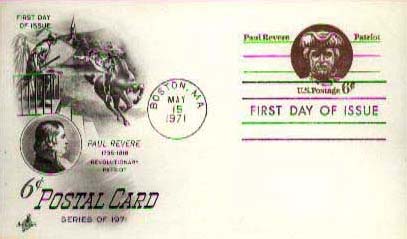 FIRST DAY
OF ISSUE
PAUL REVERE
1735-1818
REVOLUTIONARY
PATRIOT
6¢ POSTAL CARD
SERIES OF 1971
BOSTON, MA
MAY
15
1971
Paul Revere Patriot
U.S. Postage 6¢
FIRST DAY OF ISSUE